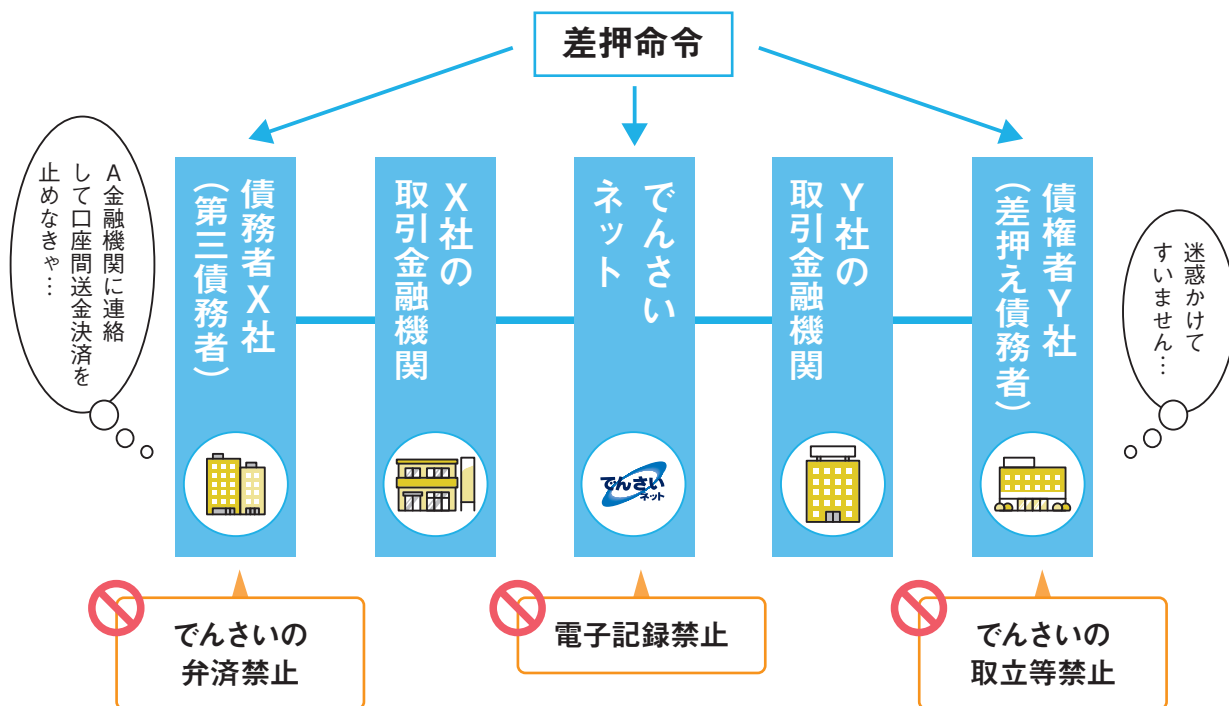 差押命令
A金融機関に連絡
して口座間送金決済を
止めなきゃ…
債務者X社
（第三債務者）
X社の
取引金融機関
でんさい
ネット
Y社の
取引金融機関
債権者Y社
（差押え債務者）
迷惑かけて
すいません…
でんさい
ネット
でんさいの
弁済禁止
電子記録禁止
でんさいの
取立等禁止